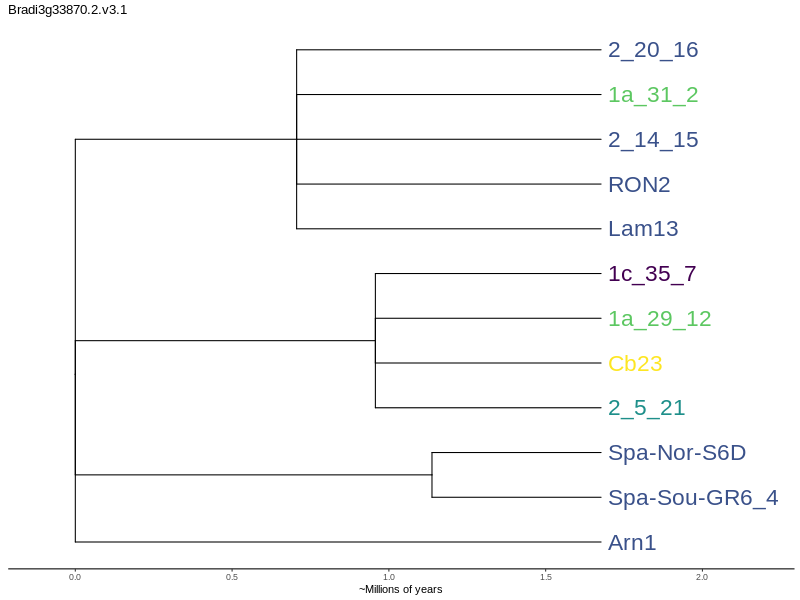 Bradi3g33870.2.v3.1
2_20_16
1a_31_2
2_14_15
RON2
Lam13
1c_35_7
1a_29_12
Cb23
2_5_21
Spa-Nor-S6D
Spa-Sou-GR6_4
Arn1
0.0 0.5 1.0 1.5 2.0
~Millions of years